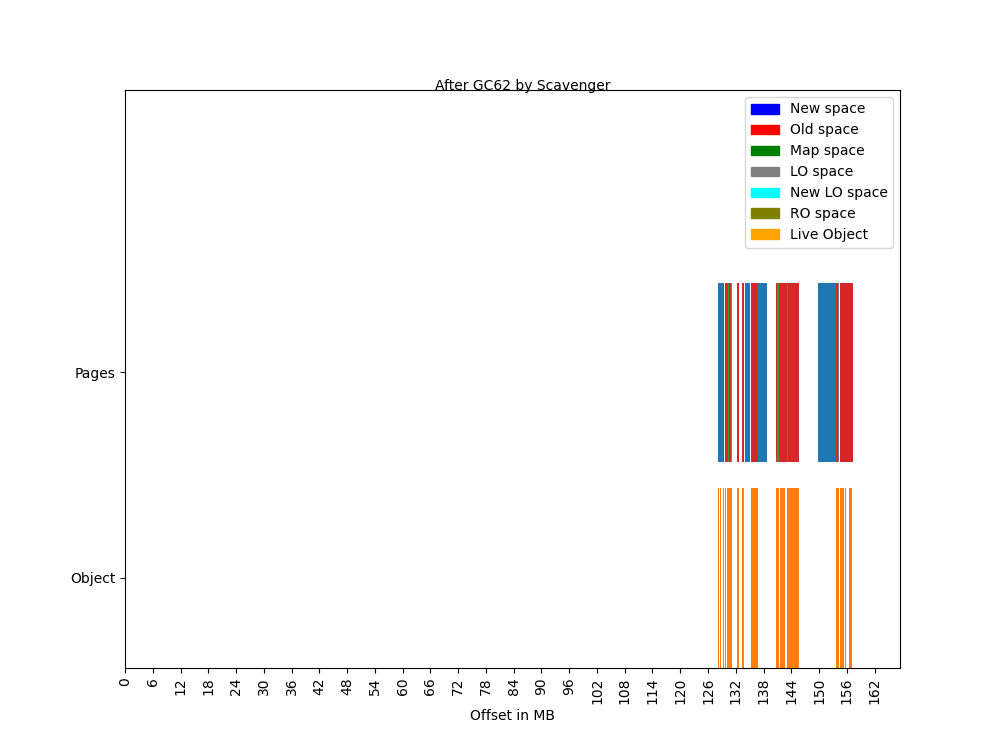 After GC62 by Scavenger
New space
Old space
Map space
LO space
New LO space
RO space
Live Object
Pages
Object
0 6 12 18 24 30 36 42 48 54 60 66 72 78 84 90 96 102 108 114 120 126 132 138 144 150 156 162
Offset in MB